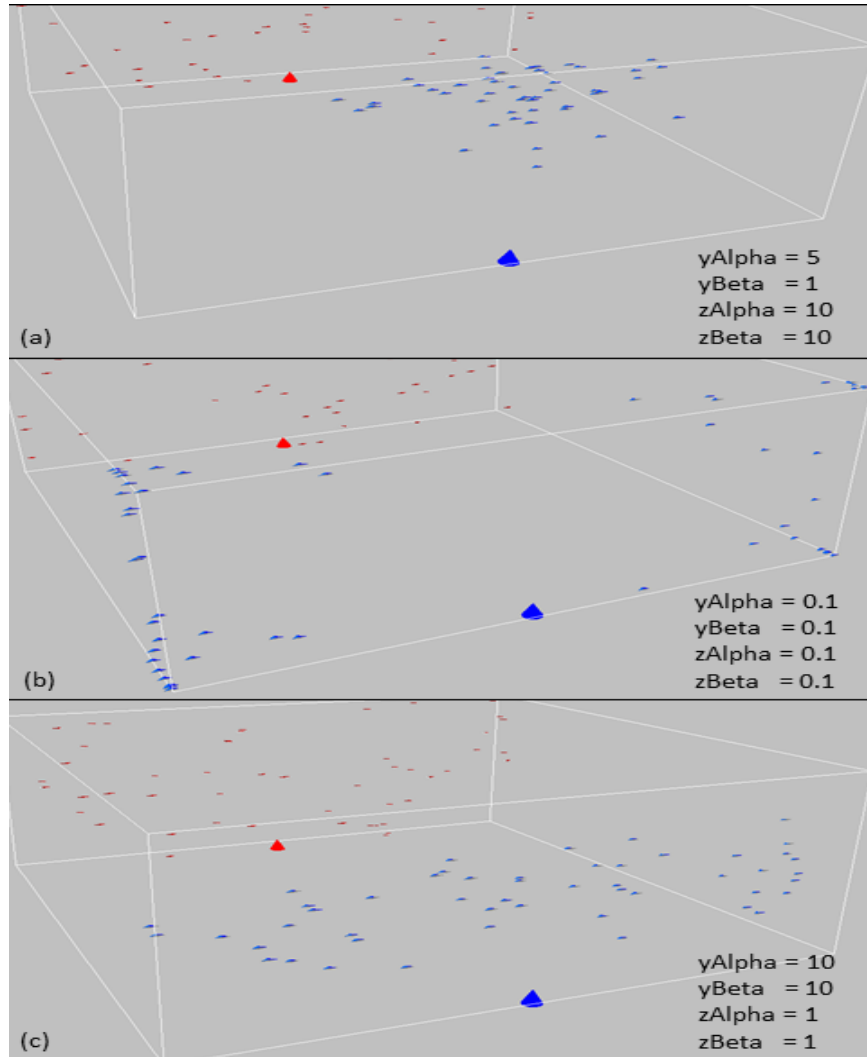 yAlpha = 5
yBeta = 1
zAlpha = 10
zBeta = 10
(a)
yAlpha = 0.1
yBeta = 0.1
zAlpha = 0.1
zBeta = 0.1
(b)
yAlpha = 10
yBeta = 10
zAlpha = 1
zBeta = 1
(c)